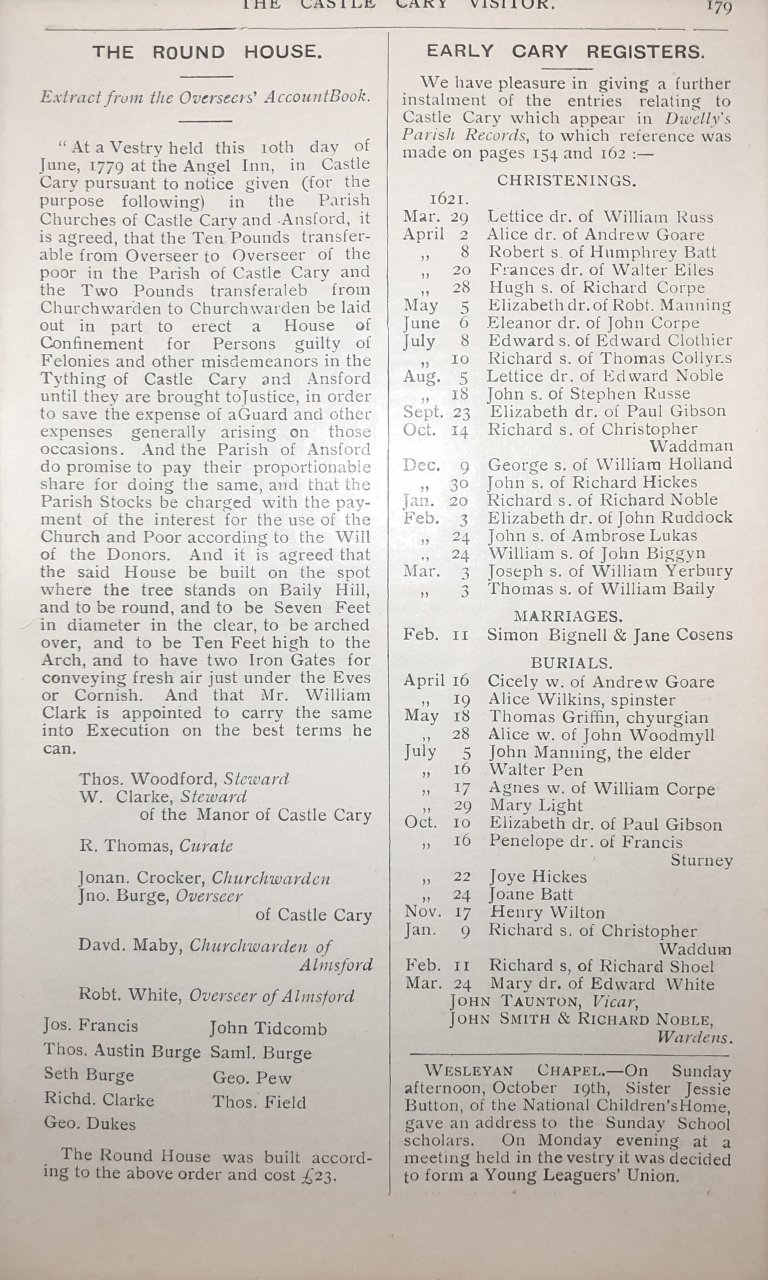 THE CASTLE CARY VISITOR.
179
THE ROUND HOUSE.
Extract from the Overseers' AccountBook.
" At a Vestry held this 10th day of
June, 1779 at the Angel Inn, in Castle
Cary pursuant to notice given (for the
purpose following) in the Parish
Churches of Castle Cary and Ansford, it
is agreed, that the Ten Pounds transfer-
able from Overseer to Overseer of the
poor in the Parish of Castle Cary and
the Two Pounds transferaleb from
Churchwarden to Churchwarden be laid
out in part to erect a House of
Confinement for Persons guilty of
Felonies and other misdemeanors in the
Tything of Castle Cary and Ansford
until they are brought toJustice, in order
to save the expense of aGuard and other
expenses generally arising on those
occasions. And the Parish of Ansford
do promise to pay their proportionable
share for doing the same, and that the
Parish Stocks be charged with the pay-
ment of the interest for the use of the
Church and Poor according to the Will
of the Donors. And it is agreed that
the said House be built on the spot
where the tree stands on Baily Hill,
and to be round, and to be Seven Feet
in diameter in the clear, to be arched
over, and to be Ten Feet high to the
Arch, and to have two Iron Gates for
conveying fresh air just under the Eves
or Cornish. And that Mr. William
Clark is appointed to carry the same
into Execution on the best terms he
can.
Thos. Woodford, Steward
W. Clarke, Steward
of the Manor of Castle Cary
R. Thomas, Curate
Jonan. Crocker, Churchwarden
Jno. Burge, Overseer
of Castle Cary
Davd. Maby, Churchwarden of
Almsford
Robt. White, Overseer of Almsford
Jos. Francis John Tidcomb
Thos. Austin Burge Saml. Burge
Seth Burge Geo. Pew
Richd. Clarke Thos. Field
Geo. Dukes
The Round House was built accord-
ing to the above order and cost £23.
EARLY CARY REGISTERS.
We have pleasure in giving a further
instalment of the entries relating to
Castle Cary which appear in Dwelly's
Parish Records, to which reference was
made on pages 154 and 162 :—
CHRISTENINGS.
1621.
Mar. 29 Lettice dr. of William Russ
April 2 Alice dr. of Andrew Goare
„ 8 Robert s. of Humphrey Batt
„ 20 Frances dr. of Walter Eiles
„ 28 Hugh s. of Richard Corpe
May 5 Elizabeth dr. of Robt. Manning
June 6 Eleanor dr. of John Corpe
July 8 Edward s. of Edward Clothier
„ 10 Richard s. of Thomas Collyns
Aug. 5 Lettice dr. of Edward Noble
„ 18 John s. of Stephen Russe
Sept. 23 Elizabeth dr. of Paul Gibson
Oct. 14 Richard s. of Christopher
Waddman
Dec. 9 George s. of William Holland
„ 30 John s. of Richard Hickes
Jan. 20 Richard s. of Richard Noble
Feb. 3 Elizabeth dr. of John Ruddock
„ 24 John s. of Ambrose Lukas
„ 24 William s. of John Biggyn
Mar. 3 Joseph s. of William Yerbury
„ 3 Thomas s. of William Baily
MARRIAGES.
Feb. 11 Simon Bignell & Jane Cosens
BURIALS.
April 16 Cicely w. of Andrew Goare
„ 19 Alice Wilkins, spinster
May 18 Thomas Griffin, chyurgian
„ 28 Alice w. of John Woodmyll
July 5 John Manning, the elder
„ 16 Walter Pen
„ 17 Agnes w. of William Corpe
„ 29 Mary Light
Oct. 10 Elizabeth dr. of Paul Gibson
„ 16 Penelope dr. of Francis
Sturney
„ 22 Joye Hickes
„ 24 Joane Batt
Nov. 17 Henry Wilton
Jan. 9 Richard s. of Christopher
Waddum
Feb. 11 Richard s, of Richard Shoel
Mar. 24 Mary dr. of Edward White
JOHN TAUNTON, Vicar,
JOHN SMITH & RICHARD NOBLE,
Wardens.
WESLEYAN CHAPEL.—On Sunday
afternoon, October 19th, Sister Jessie
Button, of the National Children'sHome,
gave an address to the Sunday School
scholars. On Monday evening at a
meeting held in the vestry it was decided
to form a Young Leaguers' Union.